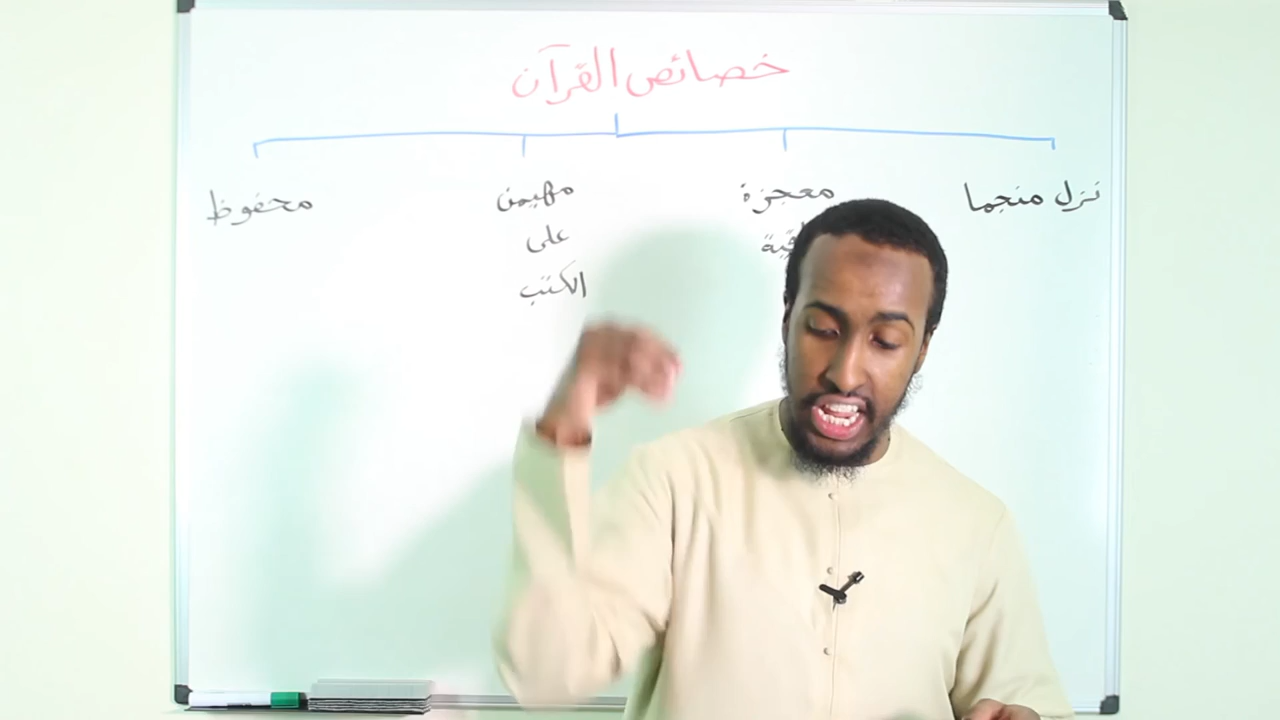 خصائص القرآن
نزل منجما
معجزة
مهيمن
على
الكتب
محفوظ